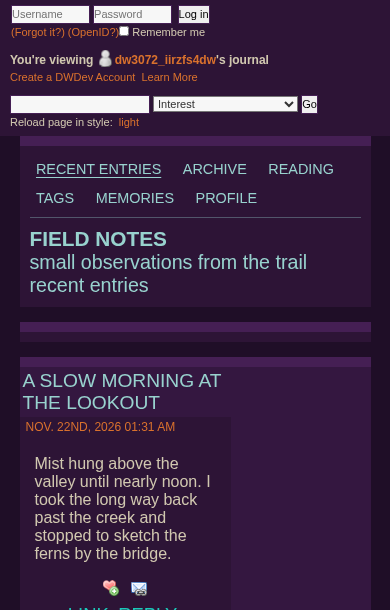 Username Password Log in
(Forgot it?) (OpenID?) Remember me
You're viewing dw3072_iirzfs4dw's journal
Create a DWDev Account Learn More
Interest Go
Reload page in style: light
RECENT ENTRIES ARCHIVE READING
TAGS MEMORIES PROFILE
FIELD NOTES
small observations from the trail
recent entries
A SLOW MORNING AT
THE LOOKOUT
NOV. 22ND, 2026 01:31 AM
Mist hung above the
valley until nearly noon. I
took the long way back
past the creek and
stopped to sketch the
ferns by the bridge.
LINK REPLY